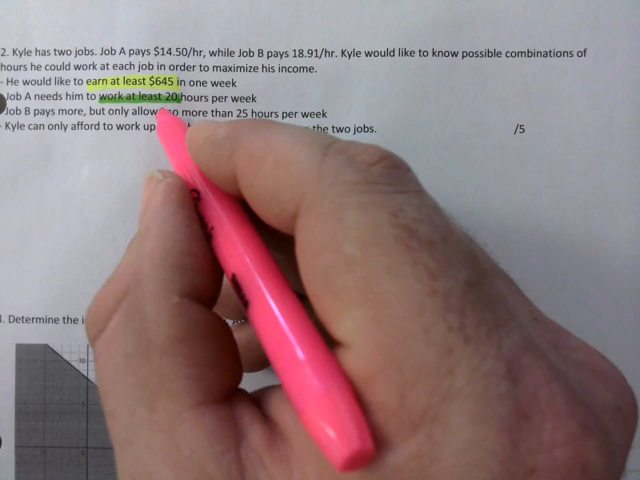 2. Kyle has two jobs. Job A pays $14.50/hr, while Job B pays 18.91/hr. Kyle would like to know possible combinations of
hours he could work at each job in order to maximize his income.
- He would like to earn at least $645 in one week
Job A needs him to work at least 20 hours per week
Job B pays more, but only allow no more than 25 hours per week
- Kyle can only afford to work up the two jobs.
/5
3. Determine the i
10